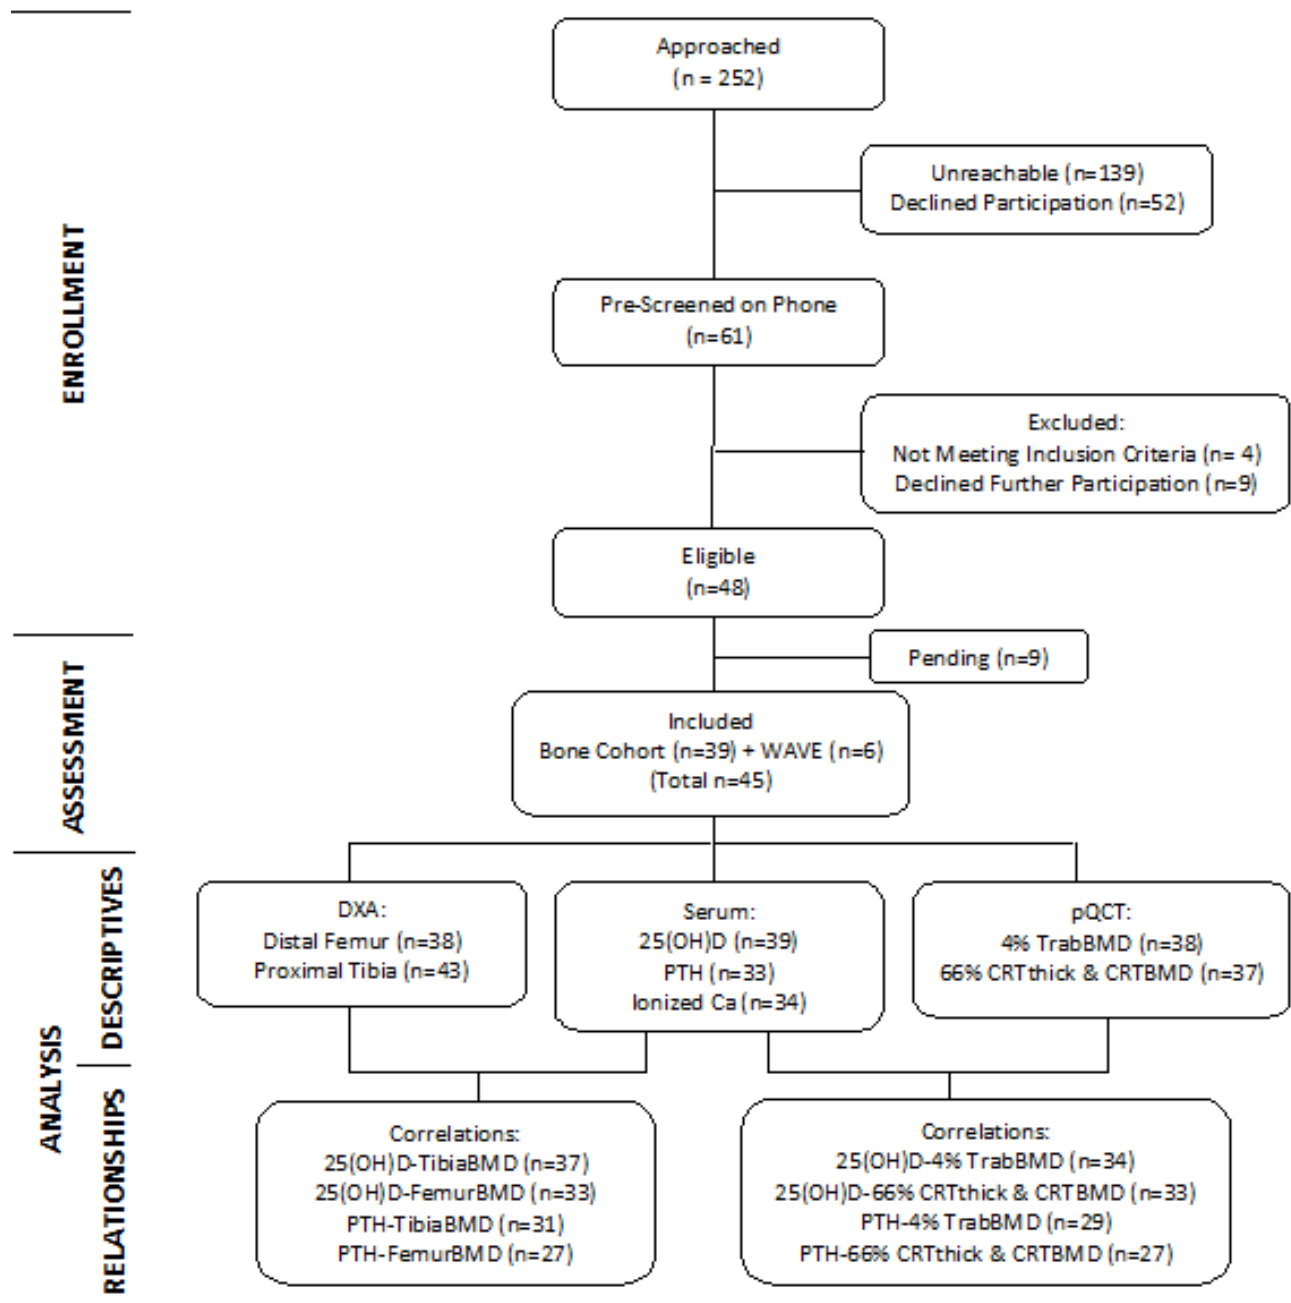 Approached
(n = 252)
Unreachable (n=139)
Declined Participation (n=52)
ENROLLMENT
Pre-Screened on Phone
(n=61)
Excluded:
Not Meeting Inclusion Criteria (n= 4)
Declined Further Participation (n=9)
Eligible
(n=48)
ASSESSMENT
Pending (n=9)
Included
Bone Cohort (n=39) + WAVE (n=6)
(Total n=45)
ANALYSIS
DESCRIPTIVES
DXA:
Distal Femur (n=38)
Proximal Tibia (n=43)
Serum:
25(OH)D (n=39)
PTH (n=33)
Ionized Ca (n=34)
pQCT:
4% TrabBMD (n=38)
66% CRTthick & CRTBMD (n=37)
RELATIONSHIPS
Correlations:
25(OH)D-TibiaBMD (n=37)
25(OH)D-FemurBMD (n=33)
PTH-TibiaBMD (n=31)
PTH-FemurBMD (n=27)
Correlations:
25(OH)D-4% TrabBMD (n=34)
25(OH)D-66% CRTthick & CRTBMD (n=33)
PTH-4% TrabBMD (n=29)
PTH-66% CRTthick & CRTBMD (n=27)